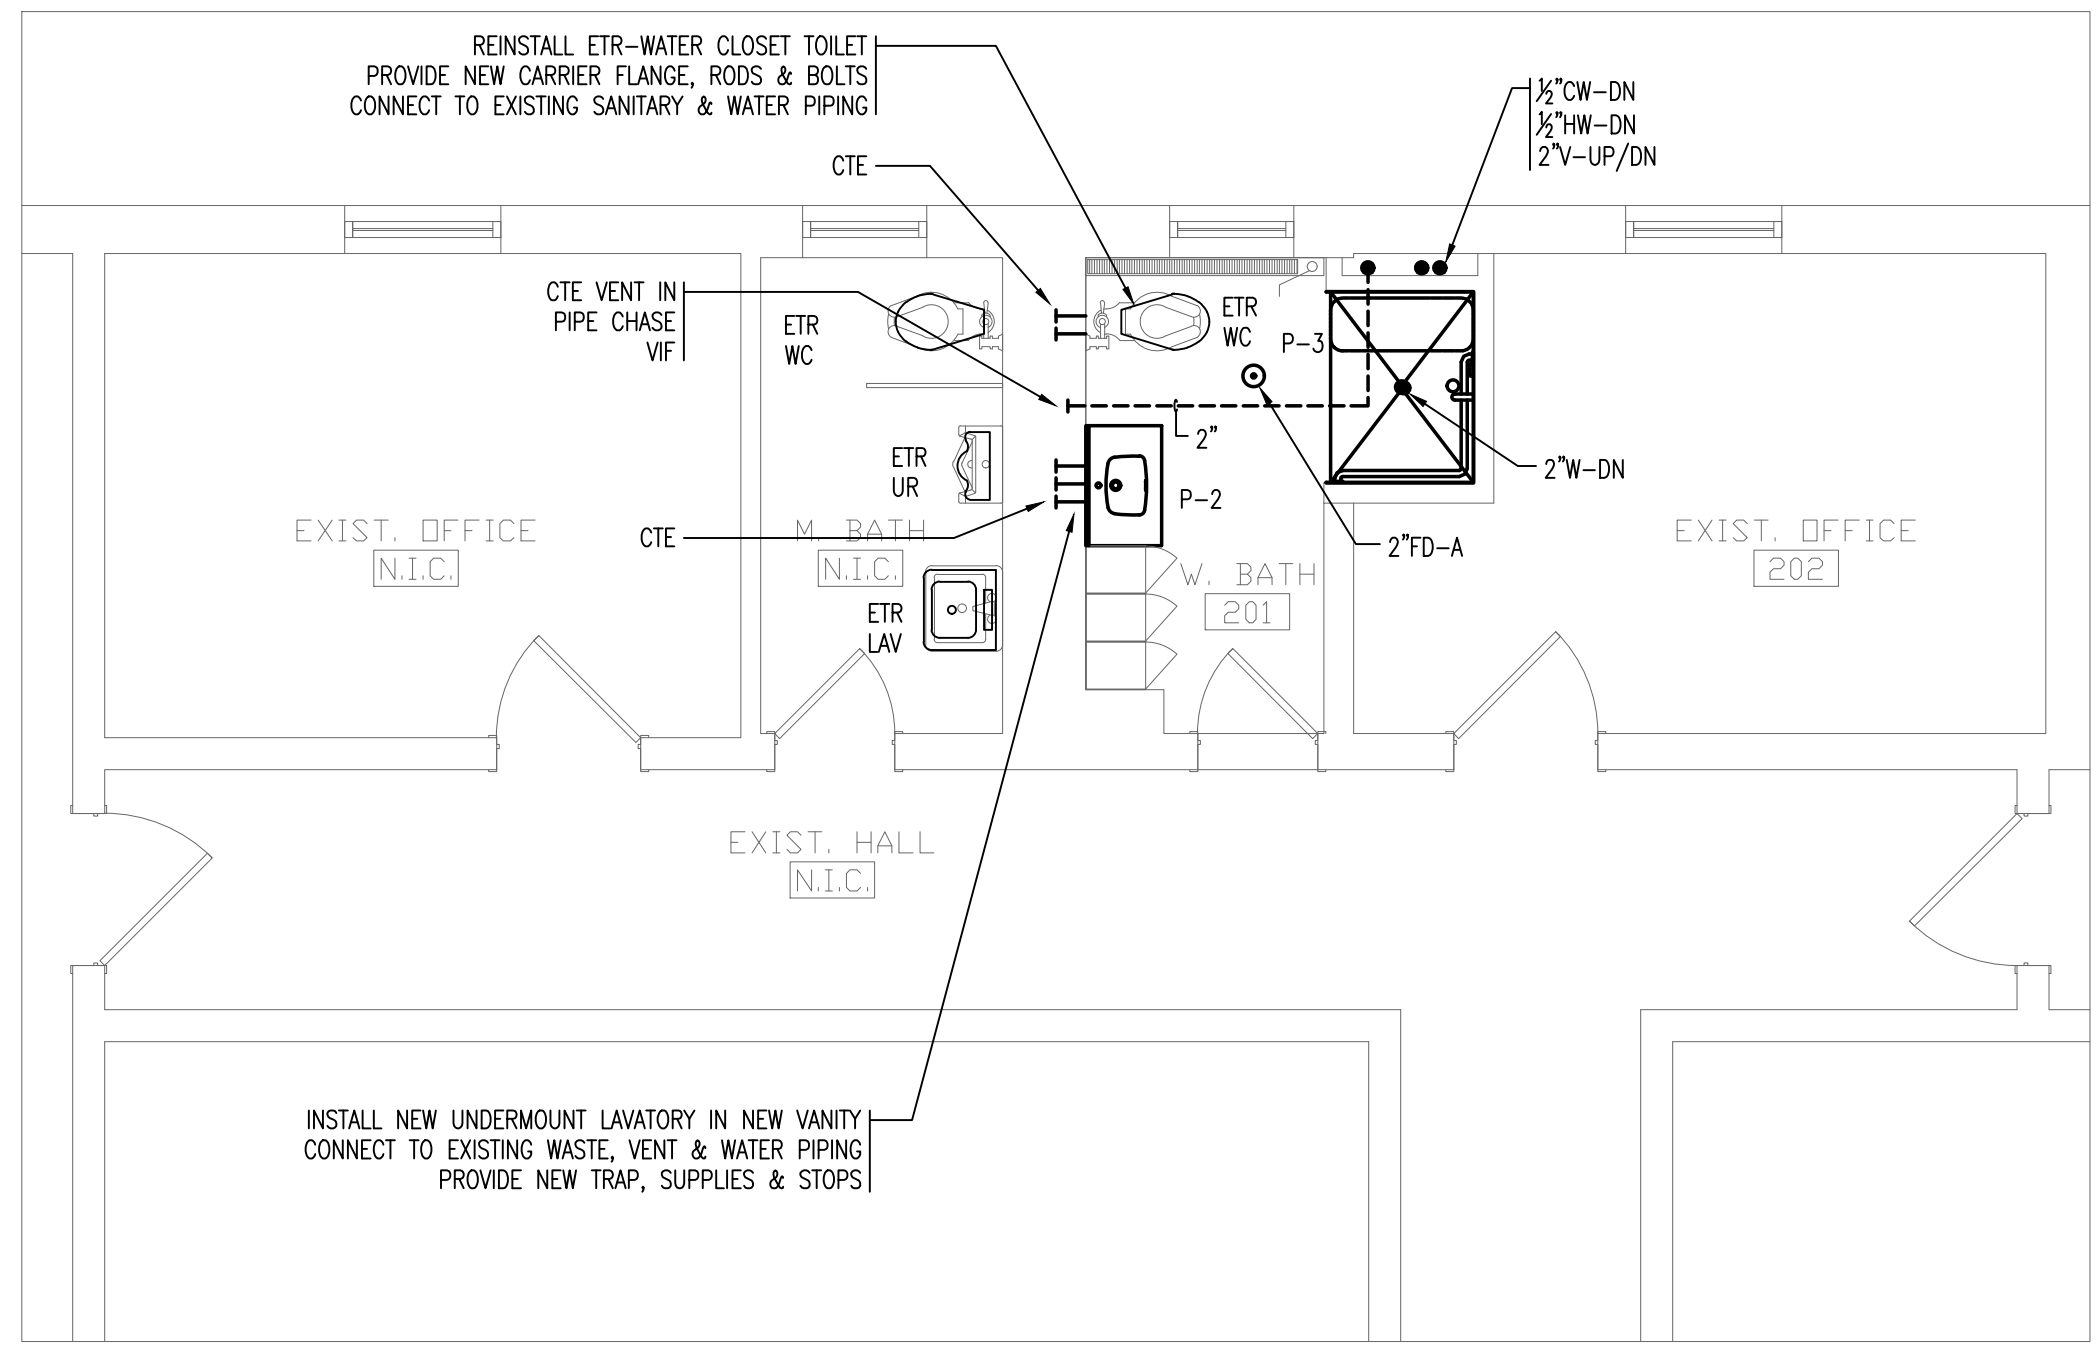 REINSTALL ETR-WATER CLOSET TOILET
PROVIDE NEW CARRIER FLANGE, RODS & BOLTS
CONNECT TO EXISTING SANITARY & WATER PIPING
½"CW-DN
½"HW-DN
2"V-UP/DN
CTE
CTE VENT IN
PIPE CHASE
VIF
ETR
WC
ETR
WC
P-3
2"
ETR
UR
P-2
2"W-DN
CTE
2"FD-A
EXIST. OFFICE
N.I.C.
M. BATH
N.I.C.
W. BATH
201
EXIST. OFFICE
202
ETR
LAV
EXIST. HALL
N.I.C.
INSTALL NEW UNDERMOUNT LAVATORY IN NEW VANITY
CONNECT TO EXISTING WASTE, VENT & WATER PIPING
PROVIDE NEW TRAP, SUPPLIES & STOPS